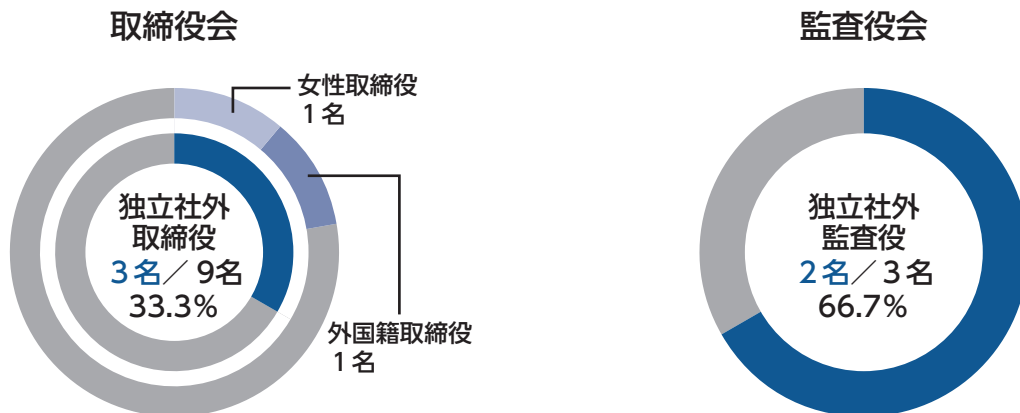 取締役会
女性取締役
1名
独立社外
取締役
3名／9名
33.3%
外国籍取締役
1名
監査役会
独立社外
監査役
2名／3名
66.7%